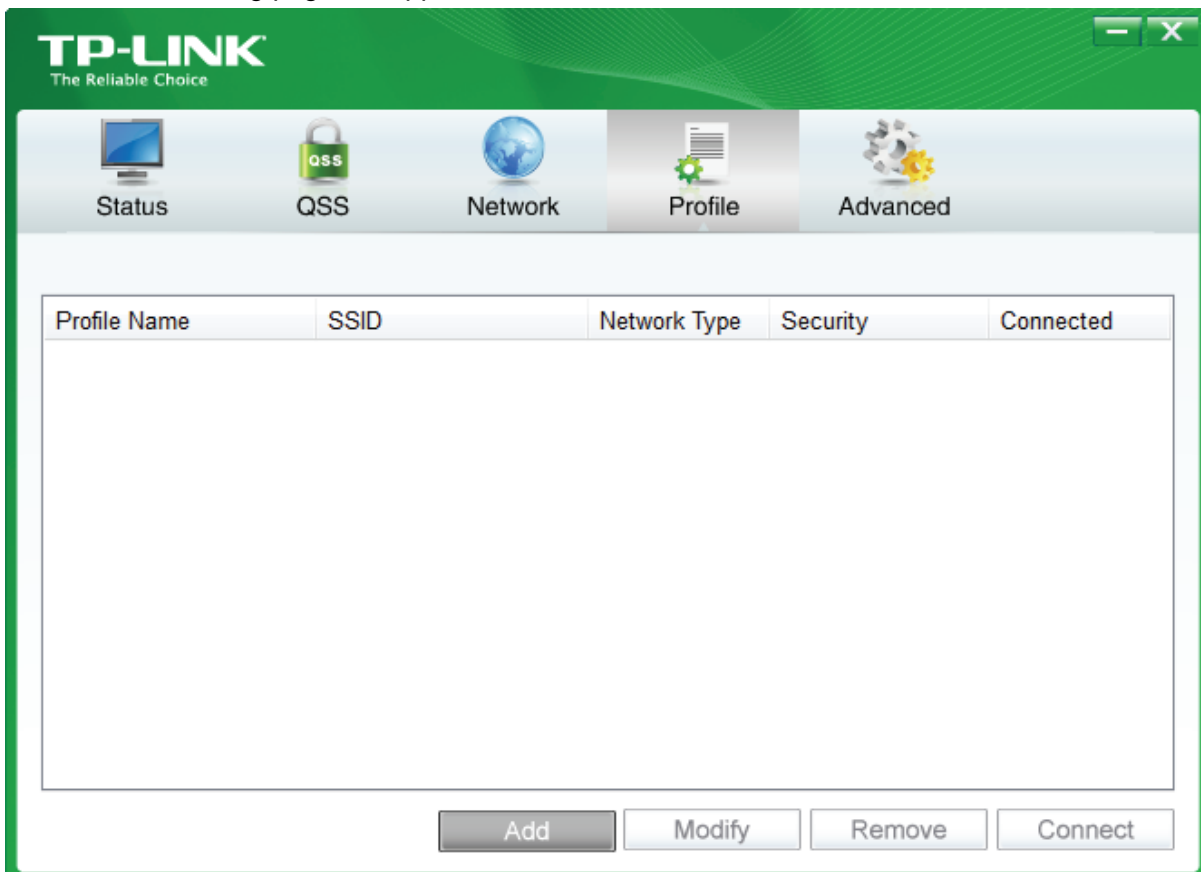 TP-LINK
The Reliable Choice
Status QSS Network Profile Advanced
Profile Name SSID Network Type Security Connected
Add Modify Remove Connect